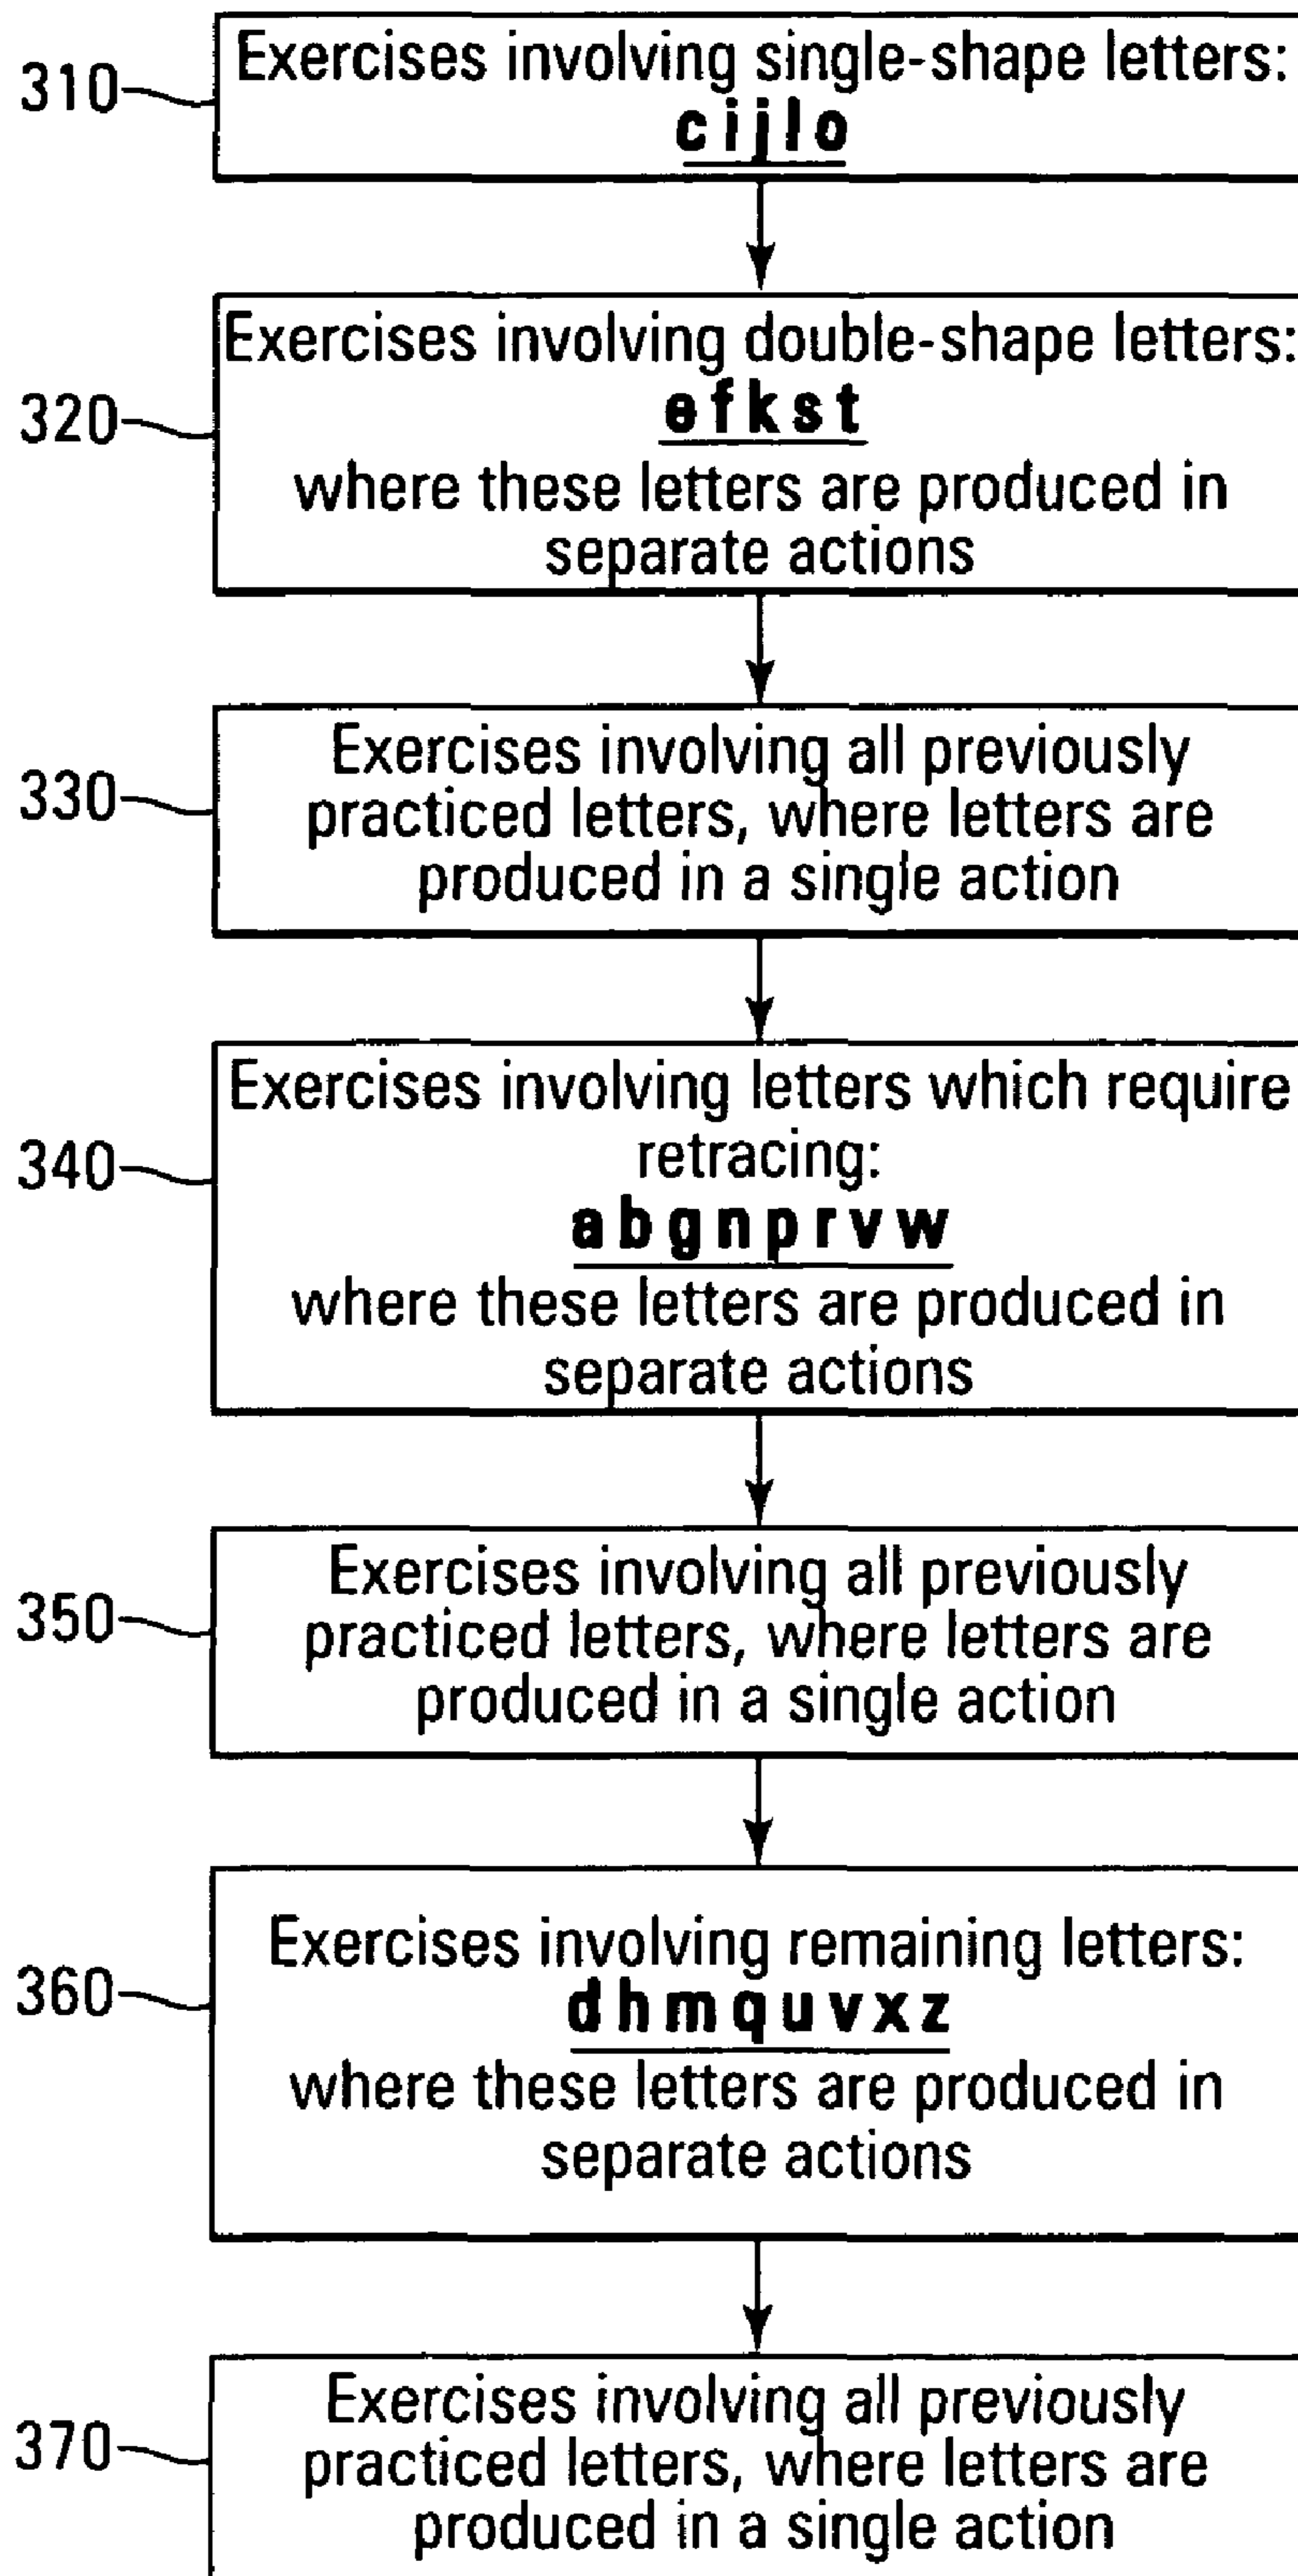 310
Exercises involving single-shape letters:
c i j l o
320
Exercises involving double-shape letters:
e f k s t
where these letters are produced in
separate actions
330
Exercises involving all previously
practiced letters, where letters are
produced in a single action
340
Exercises involving letters which require
retracing:
a b g n p r v w
where these letters are produced in
separate actions
350
Exercises involving all previously
practiced letters, where letters are
produced in a single action
360
Exercises involving remaining letters:
d h m q u v x z
where these letters are produced in
separate actions
370
Exercises involving all previously
practiced letters, where letters are
produced in a single action